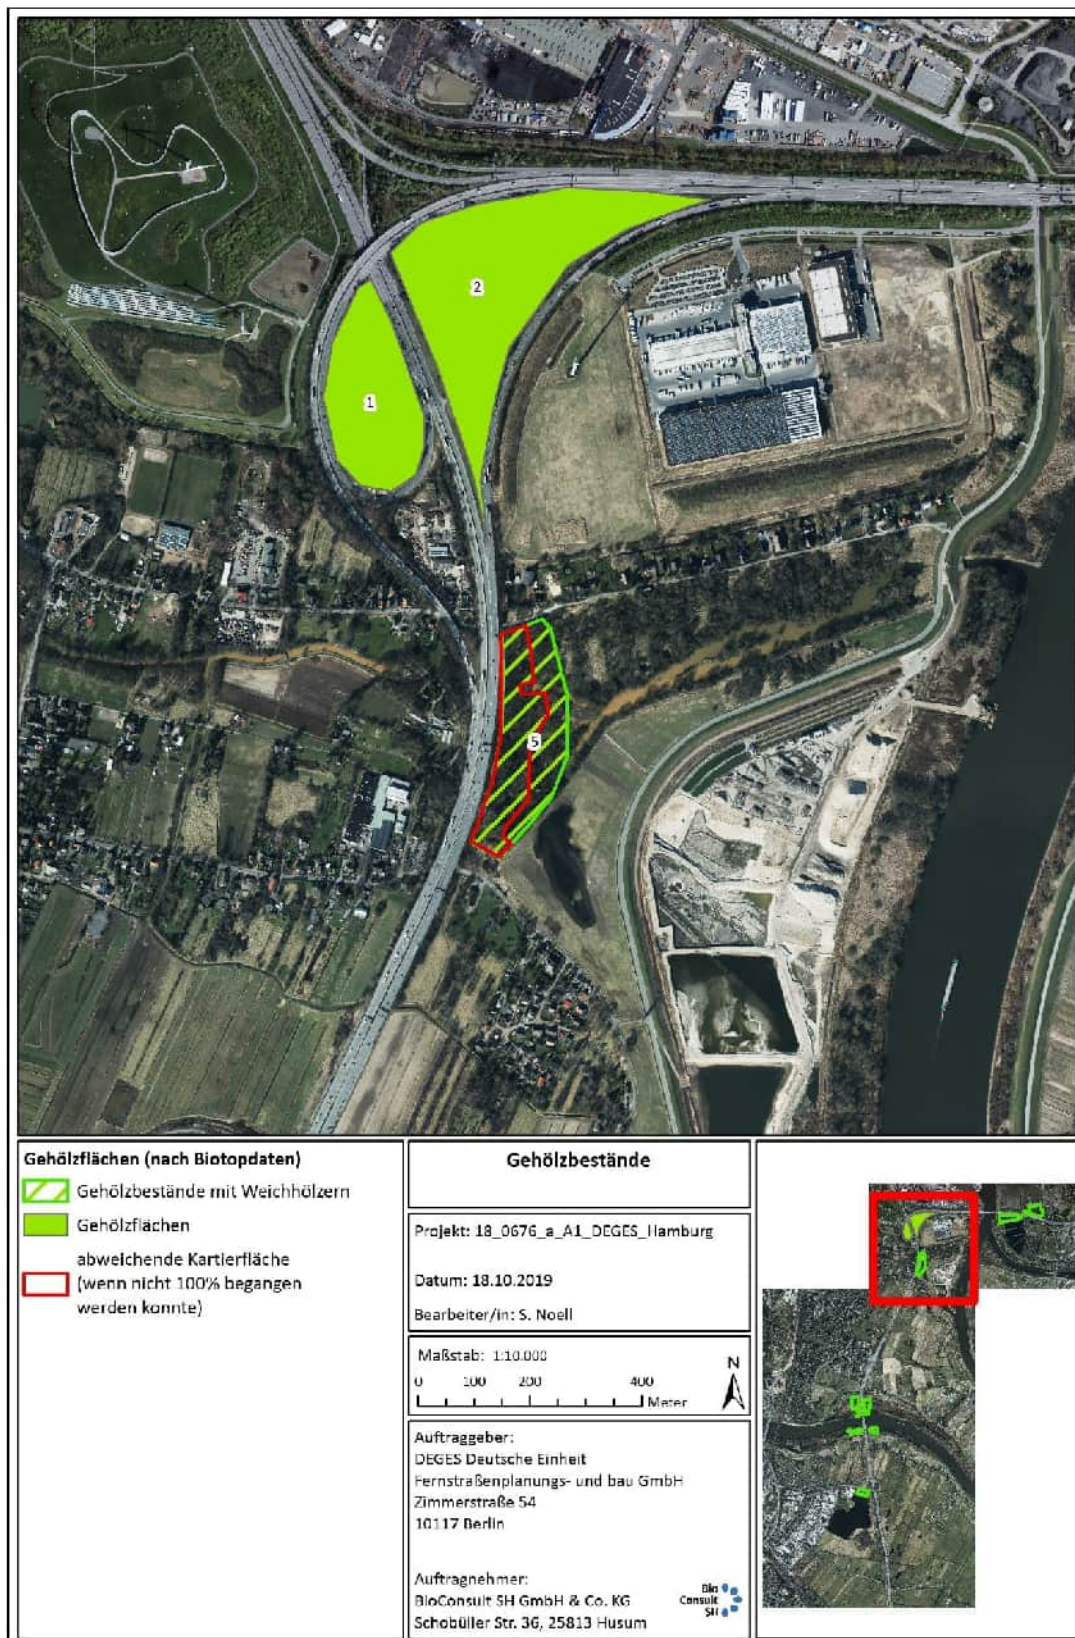 2
1
5
Gehölzflächen (nach Biotopdaten)
Gehölzbestände mit Weichhölzern
Gehölzflächen
abweichende Kartierfläche
(wenn nicht 100% begangen
werden konnte)
Gehölzbestände
Projekt: 18_0676_a_A1_DEGES_Hamburg
Datum: 18.10.2019
Bearbeiter/in: S. Noell
Maßstab: 1:10.000
0 100 200 400
Meter
N
Auftraggeber:
DEGES Deutsche Einheit
Fernstraßenplanungs- und bau GmbH
Zimmerstraße 54
10117 Berlin
Auftragnehmer:
BioConsult SH GmbH & Co. KG
Schobüller Str. 36, 25813 Husum
Bio
Consult
SH